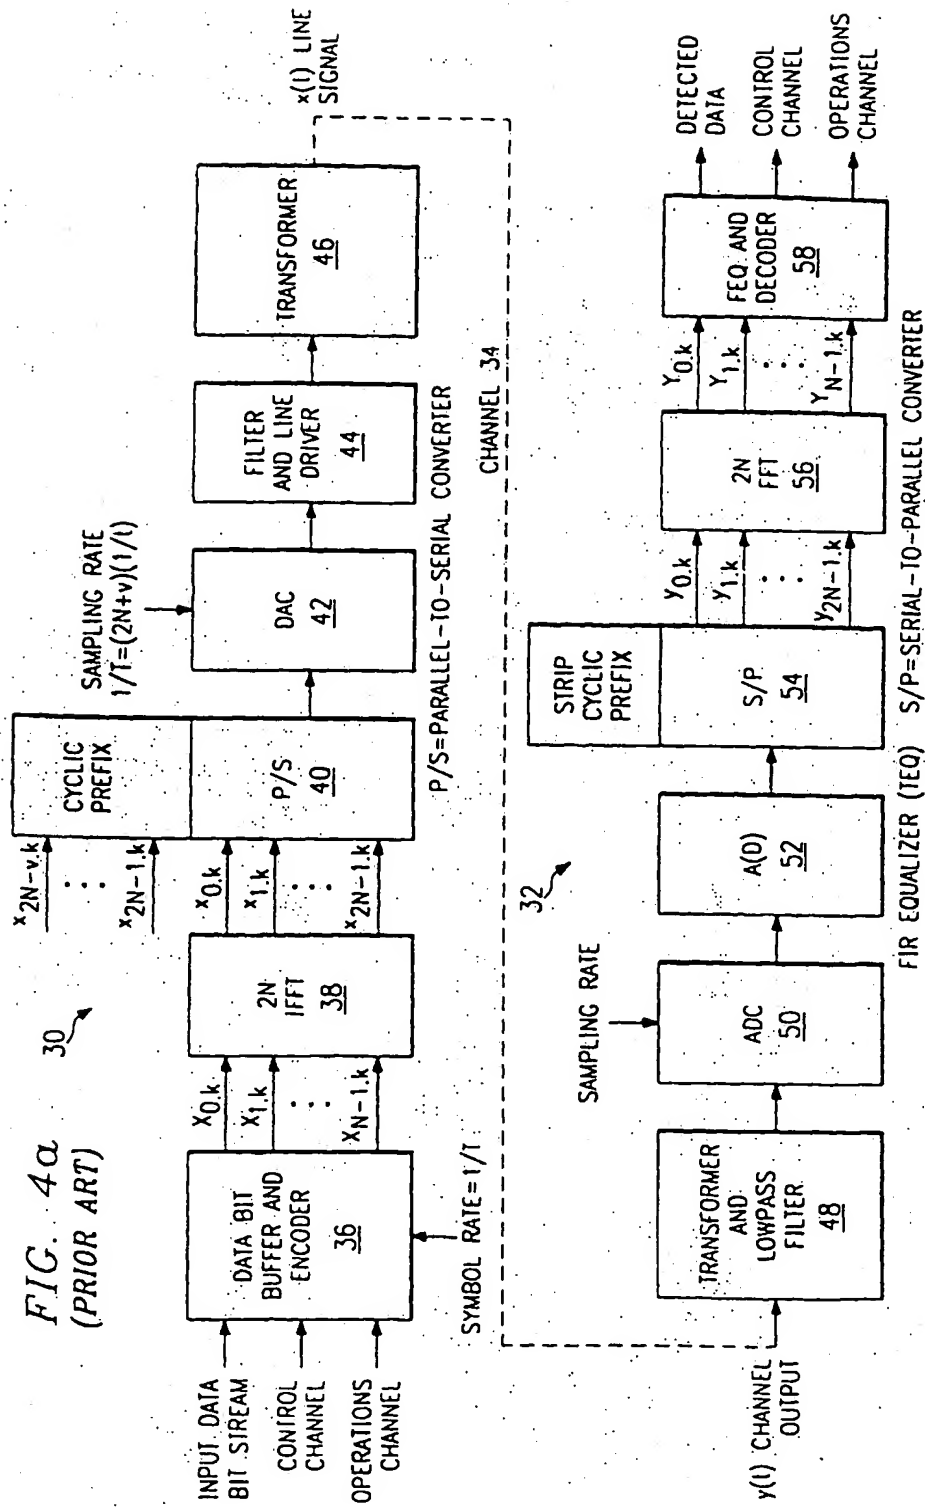 FIG. 4a
(PRIOR ART)
30
INPUT DATA
BIT STREAM
CONTROL
CHANNEL
OPERATIONS
CHANNEL
DATA BIT
BUFFER AND
ENCODER
36
SYMBOL RATE=1/T
X0.k
X1.k
XN-1.k
2N
IFFT
38
x2N-v.k
x2N-1.k
x0.k
x1.k
x2N-1.k
CYCLIC
PREFIX
P/S
40
P/S=PARALLEL-TO-SERIAL CONVERTER
SAMPLING RATE
1/T=(2N+v)(1/t)
DAC
42
FILTER
AND LINE
DRIVER
44
TRANSFORMER
46
x(t) LINE
SIGNAL
CHANNEL 34
32
y(t) CHANNEL
OUTPUT
TRANSFORMER
AND
LOWPASS
FILTER
48
SAMPLING RATE
ADC
50
A(D)
52
FIR EQUALIZER (TEQ)
STRIP
CYCLIC
PREFIX
S/P
54
S/P=SERIAL-TO-PARALLEL CONVERTER
y0.k
y1.k
y2N-1.k
2N
FFT
56
Y0.k
Y1.k
YN-1.k
FEQ AND
DECODER
58
DETECTED
DATA
CONTROL
CHANNEL
OPERATIONS
CHANNEL